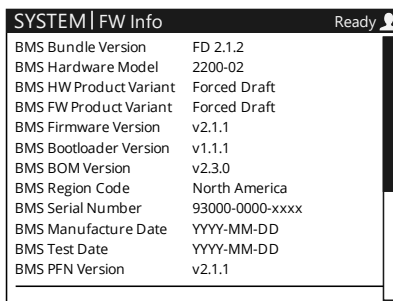 SYSTEM | FW Info Ready
BMS Bundle Version FD 2.1.2
BMS Hardware Model 2200-02
BMS HW Product Variant Forced Draft
BMS FW Product Variant Forced Draft
BMS Firmware Version v2.1.1
BMS Bootloader Version v1.1.1
BMS BOM Version v2.3.0
BMS Region Code North America
BMS Serial Number 93000-0000-xxxx
BMS Manufacture Date YYYY-MM-DD
BMS Test Date YYYY-MM-DD
BMS PFN Version v2.1.1